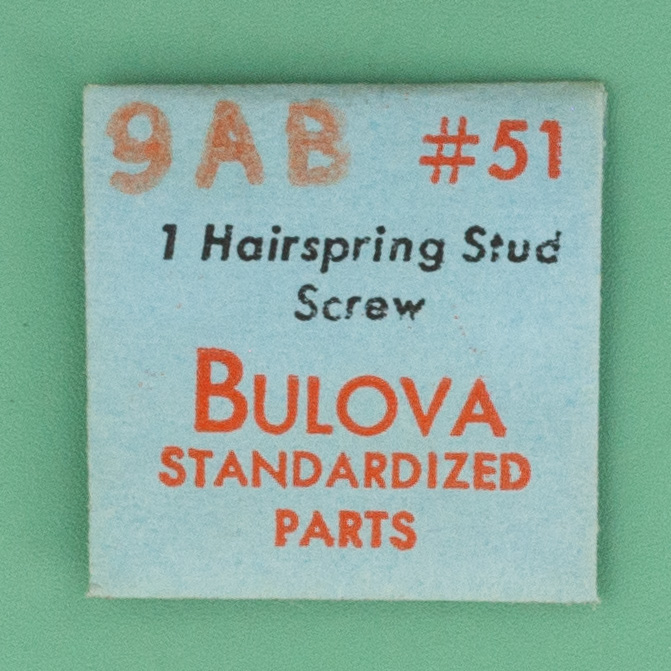 9AB #51
1 Hairspring Stud
Screw
BULOVA
STANDARDIZED
PARTS